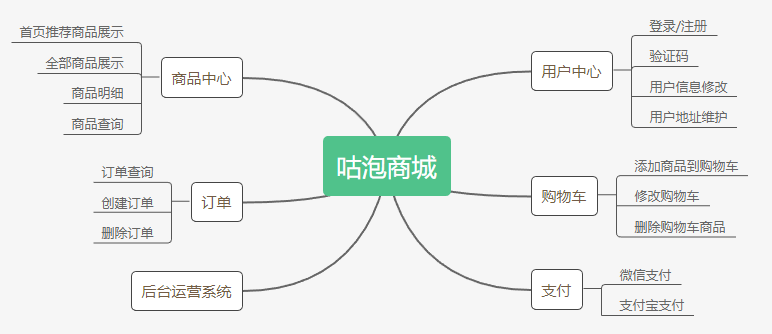 咕泡商城
商品中心
首页推荐商品展示
全部商品展示
商品明细
商品查询
订单
订单查询
创建订单
删除订单
后台运营系统
用户中心
登录/注册
验证码
用户信息修改
用户地址维护
购物车
添加商品到购物车
修改购物车
删除购物车商品
支付
微信支付
支付宝支付